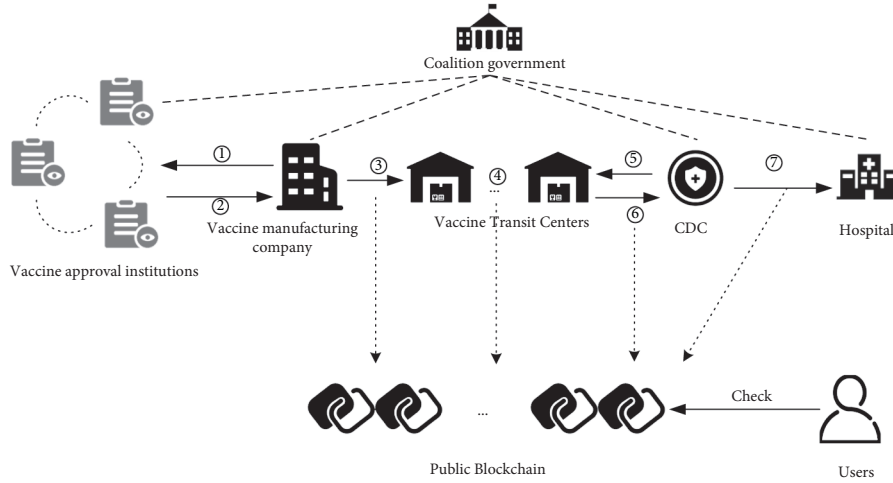 Coalition government
①
②
③
④
...
⑤
⑥
⑦
Vaccine manufacturing
company
Vaccine Transit Centers
CDC
Hospital
Vaccine approval institutions
...
Check
Public Blockchain
Users